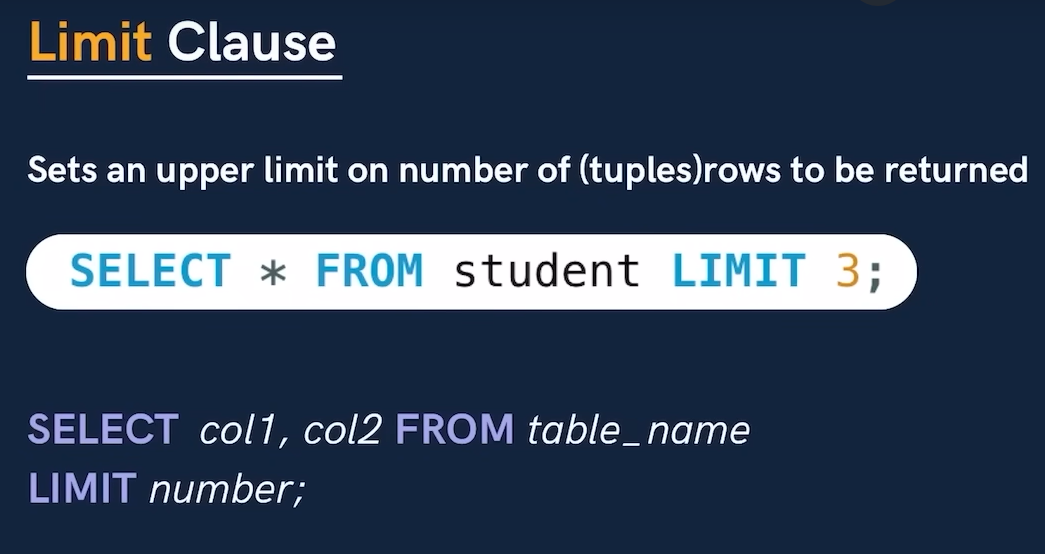 Limit Clause
Sets an upper limit on number of (tuples)rows to be returned
SELECT * FROM student LIMIT 3;
SELECT col1, col2 FROM table_name
LIMIT number;